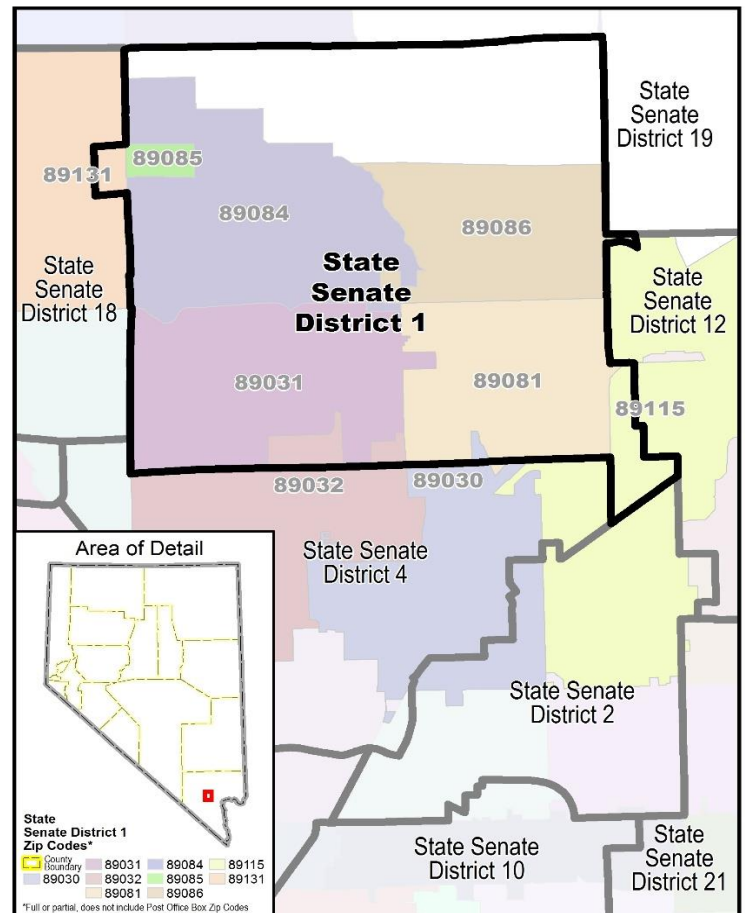 State
Senate
District 19
89085
89131
89084
89086
State
Senate
District 1
State
Senate
District 18
State
Senate
District 12
89031
89081
89115
89032
89030
State Senate
District 4
State Senate
District 2
State Senate
District 10
State
Senate
District 21
Area of Detail
State
Senate District 1
Zip Codes*
County
Boundary
89031 89084 89115
89030 89032 89085 89131
89081 89086
*Full or partial, does not include Post Office Box Zip Codes